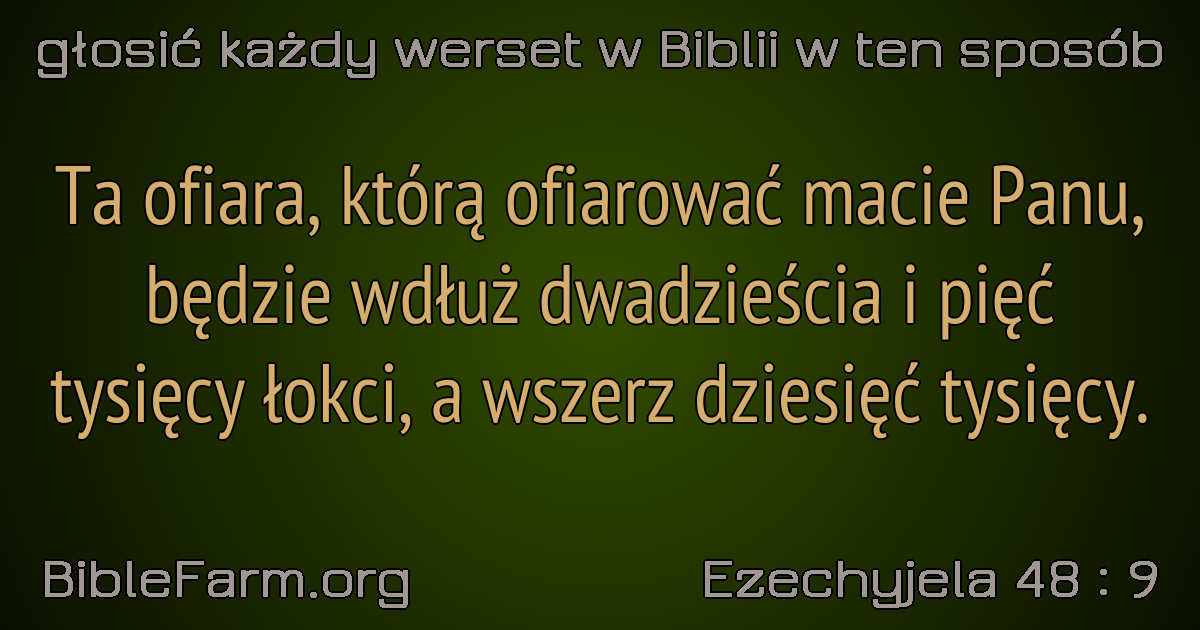 głosić każdy werset w Biblii w ten sposób
Ta ofiara, którą ofiarować macie Panu,
będzie wdłuż dwadzieścia i pięć
tysięcy łokci, a wszerz dziesięć tysięcy.
BibleFarm.org
Ezechyjela 48 : 9